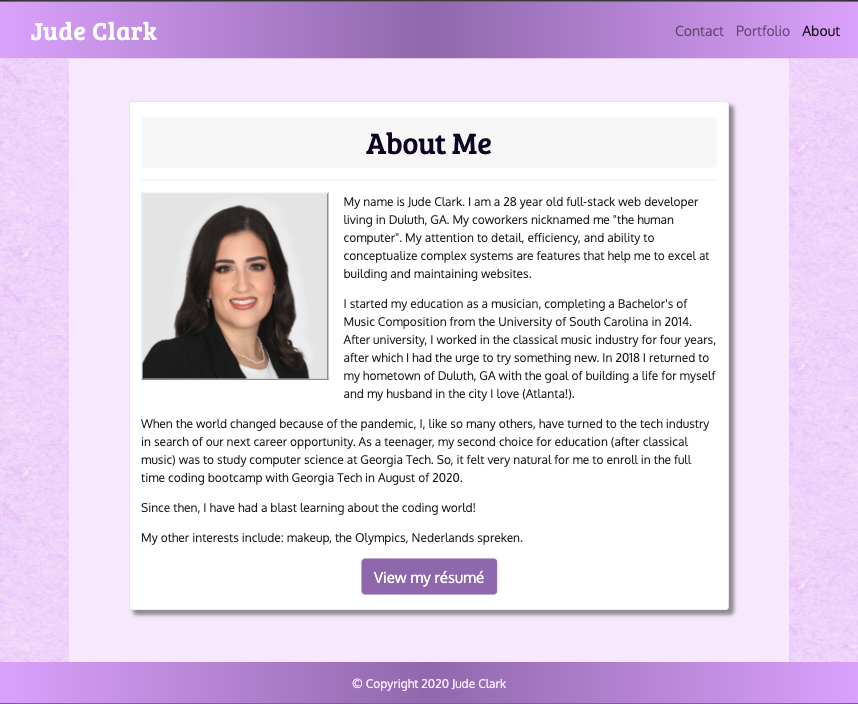 Jude Clark
Contact Portfolio About
About Me
My name is Jude Clark. I am a 28 year old full-stack web developer
living in Duluth, GA. My coworkers nicknamed me "the human
computer". My attention to detail, efficiency, and ability to
conceptualize complex systems are features that help me to excel at
building and maintaining websites.
I started my education as a musician, completing a Bachelor's of
Music Composition from the University of South Carolina in 2014.
After university, I worked in the classical music industry for four years,
after which I had the urge to try something new. In 2018 I returned to
my hometown of Duluth, GA with the goal of building a life for myself
and my husband in the city I love (Atlanta!).
When the world changed because of the pandemic, I, like so many others, have turned to the tech industry
in search of our next career opportunity. As a teenager, my second choice for education (after classical
music) was to study computer science at Georgia Tech. So, it felt very natural for me to enroll in the full
time coding bootcamp with Georgia Tech in August of 2020.
Since then, I have had a blast learning about the coding world!
My other interests include: makeup, the Olympics, Nederlands spreken.
View my résumé
© Copyright 2020 Jude Clark